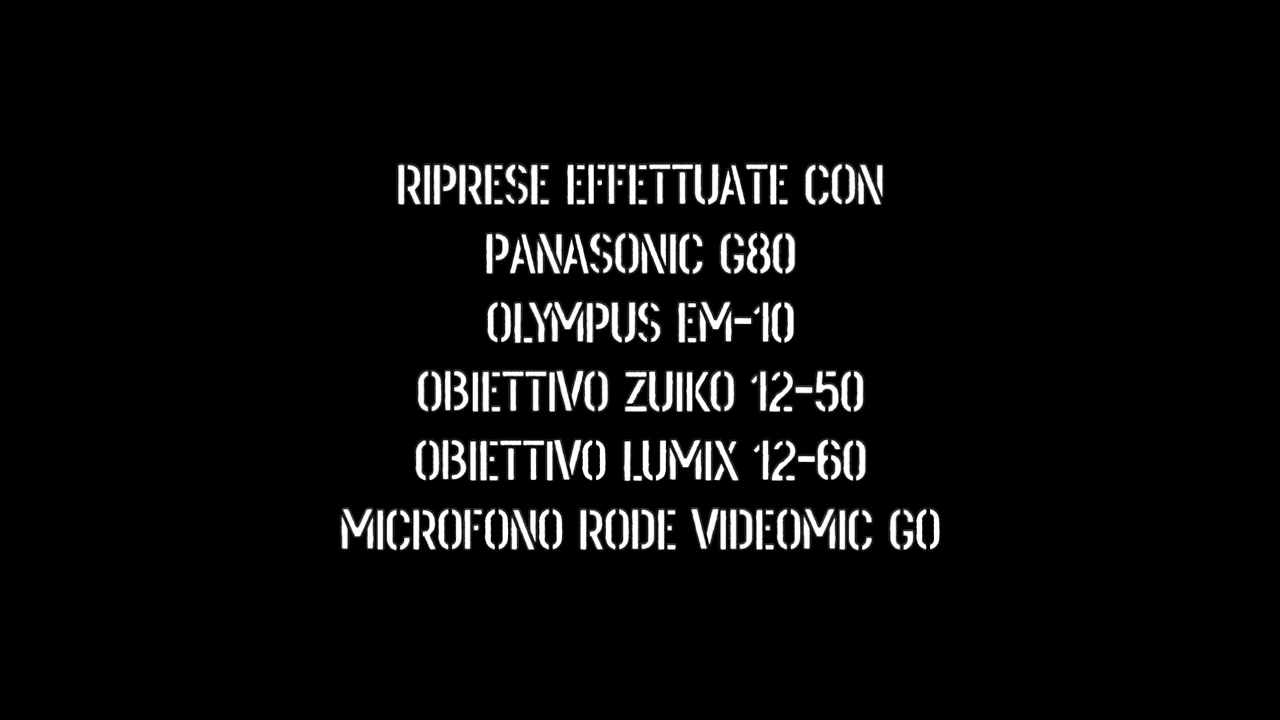 RIPRESE EFFETTUATE CON
PANASONIC G80
OLYMPUS EM-10
OBIETTIVO ZUIKO 12-50
OBIETTIVO LUMIX 12-60
MICROFONO RODE VIDEOMIC GO